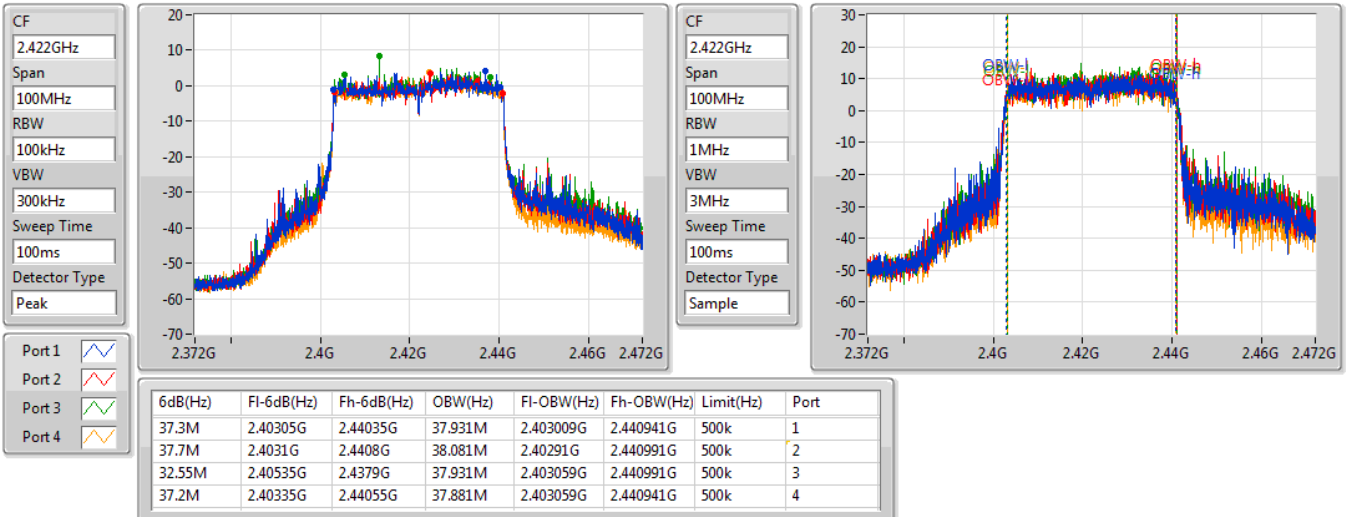 CF
2.422GHz
Span
100MHz
RBW
100kHz
VBW
300kHz
Sweep Time
100ms
Detector Type
Peak
20
10
0
-10
-20
-30
-40
-50
-60
-70
2.372G 2.4G 2.42G 2.44G 2.46G 2.472G
CF
2.422GHz
Span
100MHz
RBW
1MHz
VBW
3MHz
Sweep Time
100ms
Detector Type
Sample
30
20
10
0
-10
-20
-30
-40
-50
-60
-70
OBW-l
OBW-h
2.372G 2.4G 2.42G 2.44G 2.46G 2.472G
Port 1
Port 2
Port 3
Port 4
6dB(Hz) Fl-6dB(Hz) Fh-6dB(Hz) OBW(Hz) Fl-OBW(Hz) Fh-OBW(Hz) Limit(Hz) Port
37.3M 2.40305G 2.44035G 37.931M 2.403009G 2.440941G 500k 1
37.7M 2.4031G 2.4408G 38.081M 2.40291G 2.440991G 500k 2
32.55M 2.40535G 2.4379G 37.931M 2.403059G 2.440991G 500k 3
37.2M 2.40335G 2.44055G 37.881M 2.403059G 2.440941G 500k 4